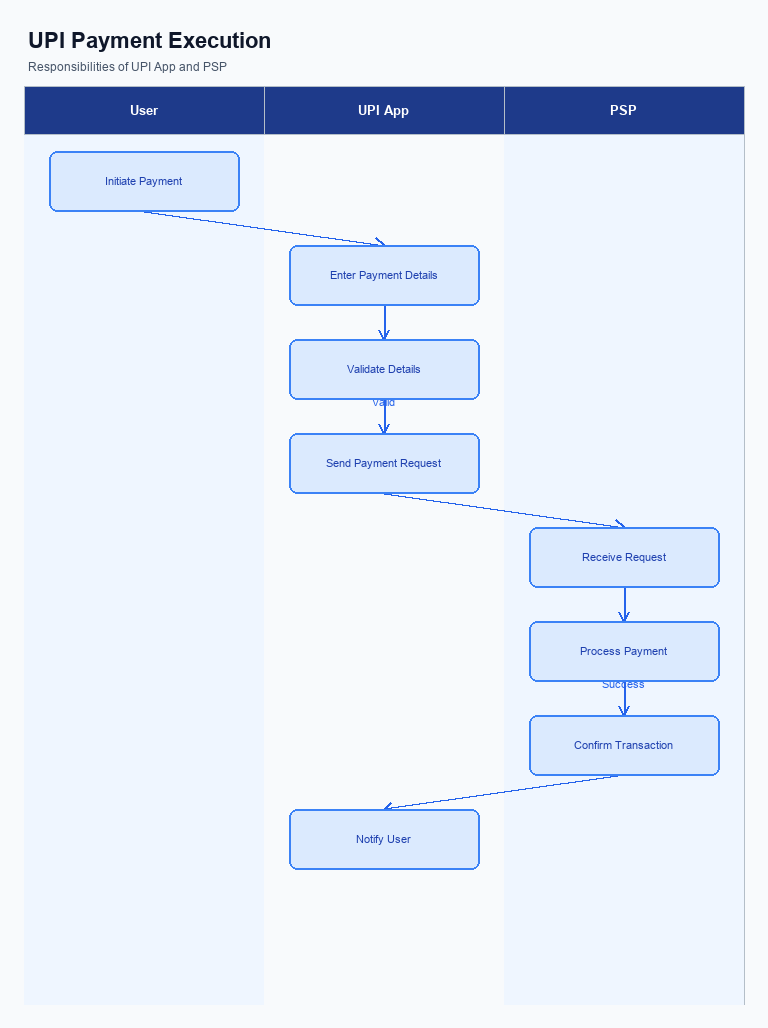 UPI Payment Execution
Responsibilities of UPI App and PSP
User
UPI App
PSP
Initiate Payment
Enter Payment Details
Validate Details
Valid
Send Payment Request
Receive Request
Process Payment
Success
Confirm Transaction
Notify User